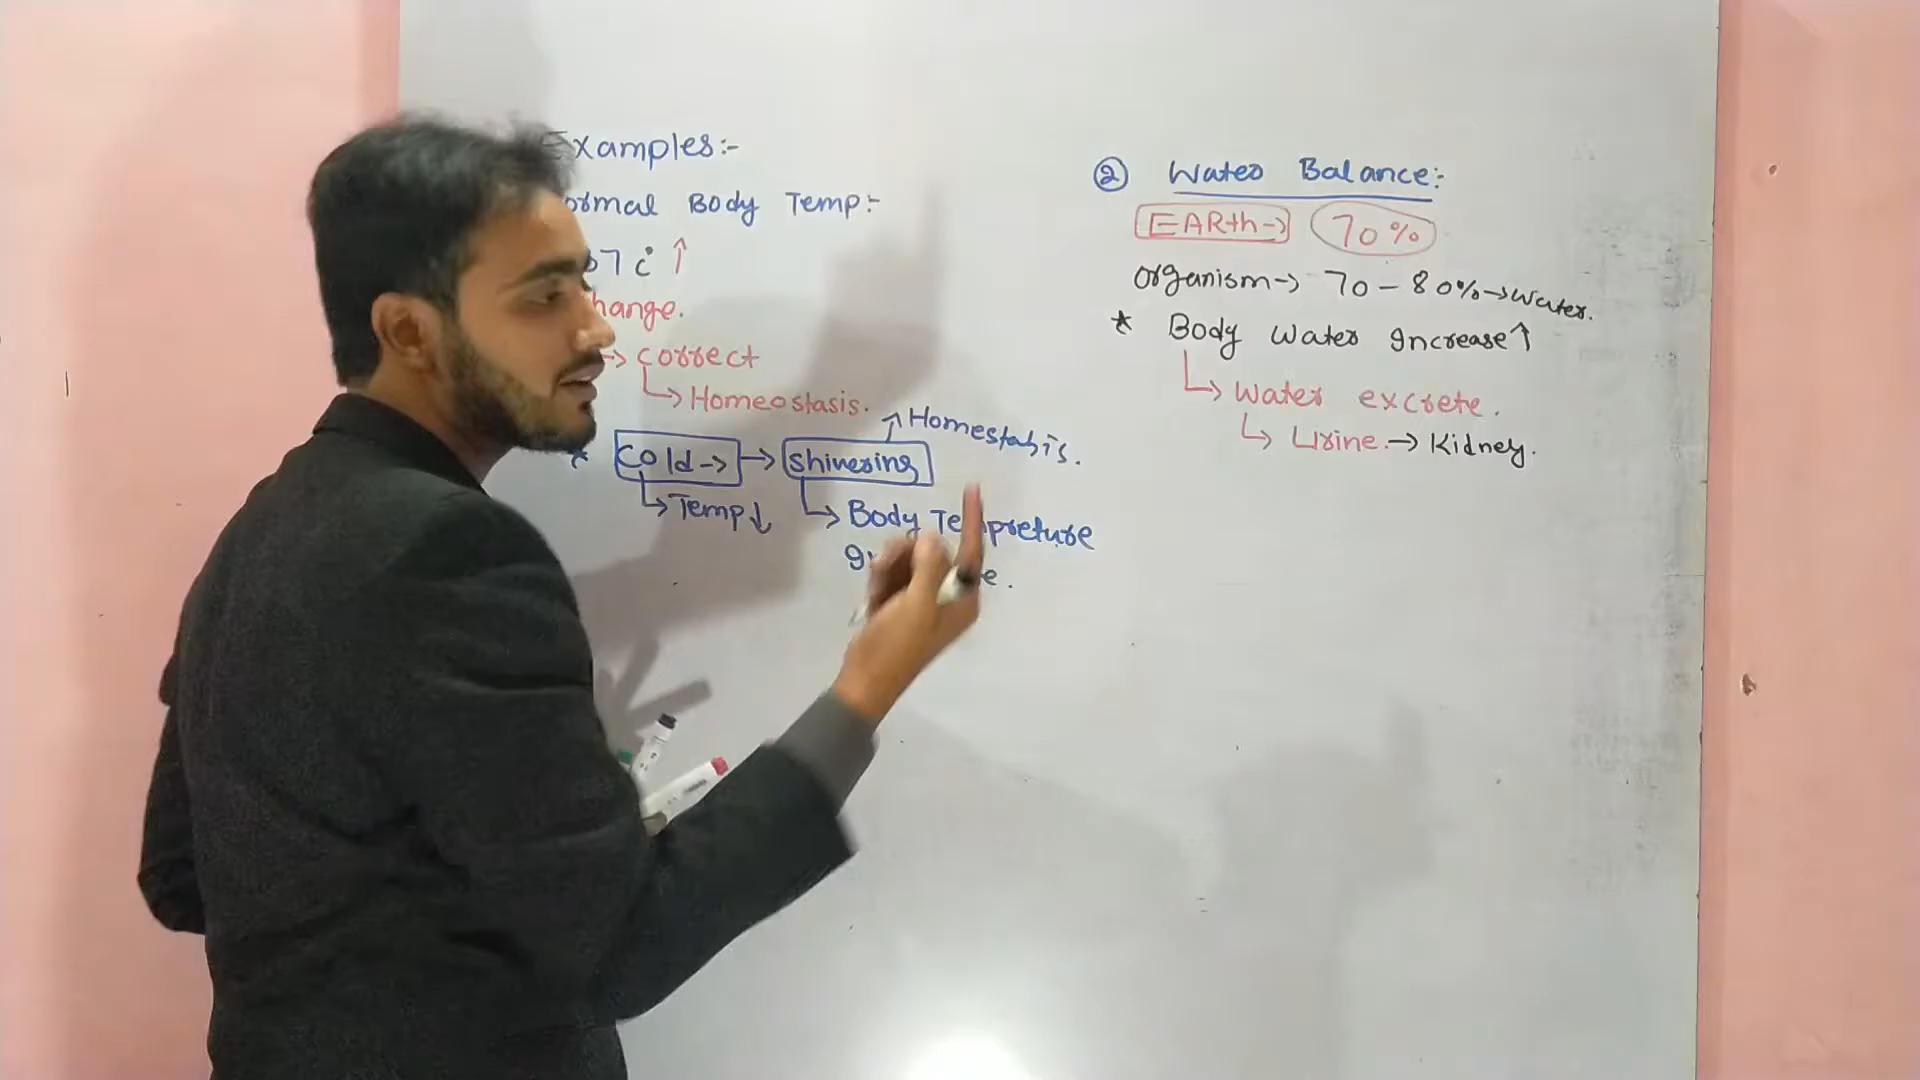 Examples:-
ormal Body Temp:-
37 c° ↑
hange.
→ correct
↳ Homeostasis.
* Cold → → shivering ↗ Homestasis.
↳ Temp ↓
↳ Body Tempreture
② Water Balance:-
EARth → 70%
Organism → 70 - 80% → water.
* Body Water Increase ↑
↳ Water excrete.
↳ Urine. → Kidney.